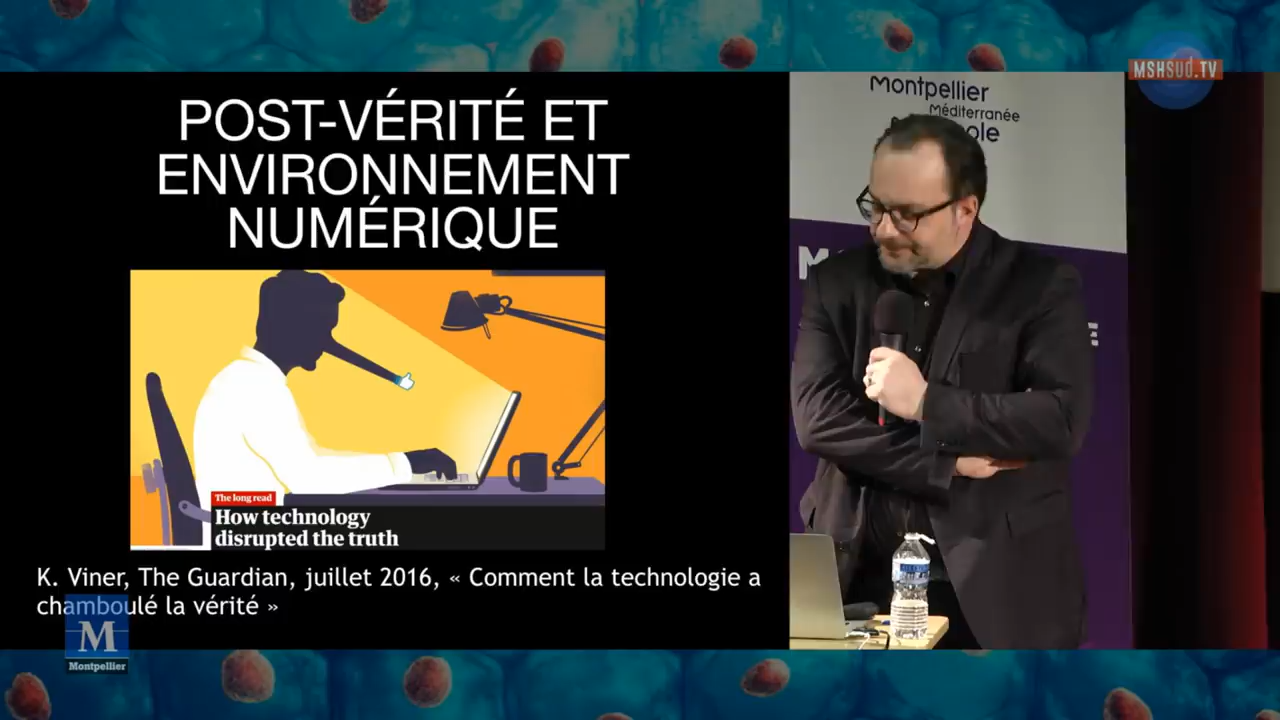 MSHSUD.TV
POST-VÉRITÉ ET
ENVIRONNEMENT
NUMÉRIQUE
The long read
How technology
disrupted the truth
K. Viner, The Guardian, juillet 2016, « Comment la technologie a
chamboulé la vérité »
M
Montpellier
Montpellier
Méditerranée